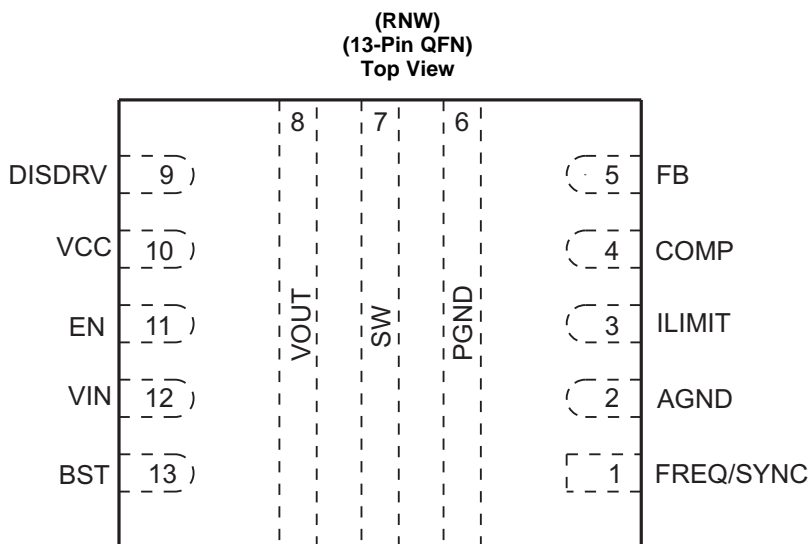 (RNW)
(13-Pin QFN)
Top View
8 7 6
DISDRV 9 5 FB
VCC 10 4 COMP
EN 11 3 ILIMIT
VIN 12 2 AGND
BST 13 1 FREQ/SYNC
VOUT
SW
PGND